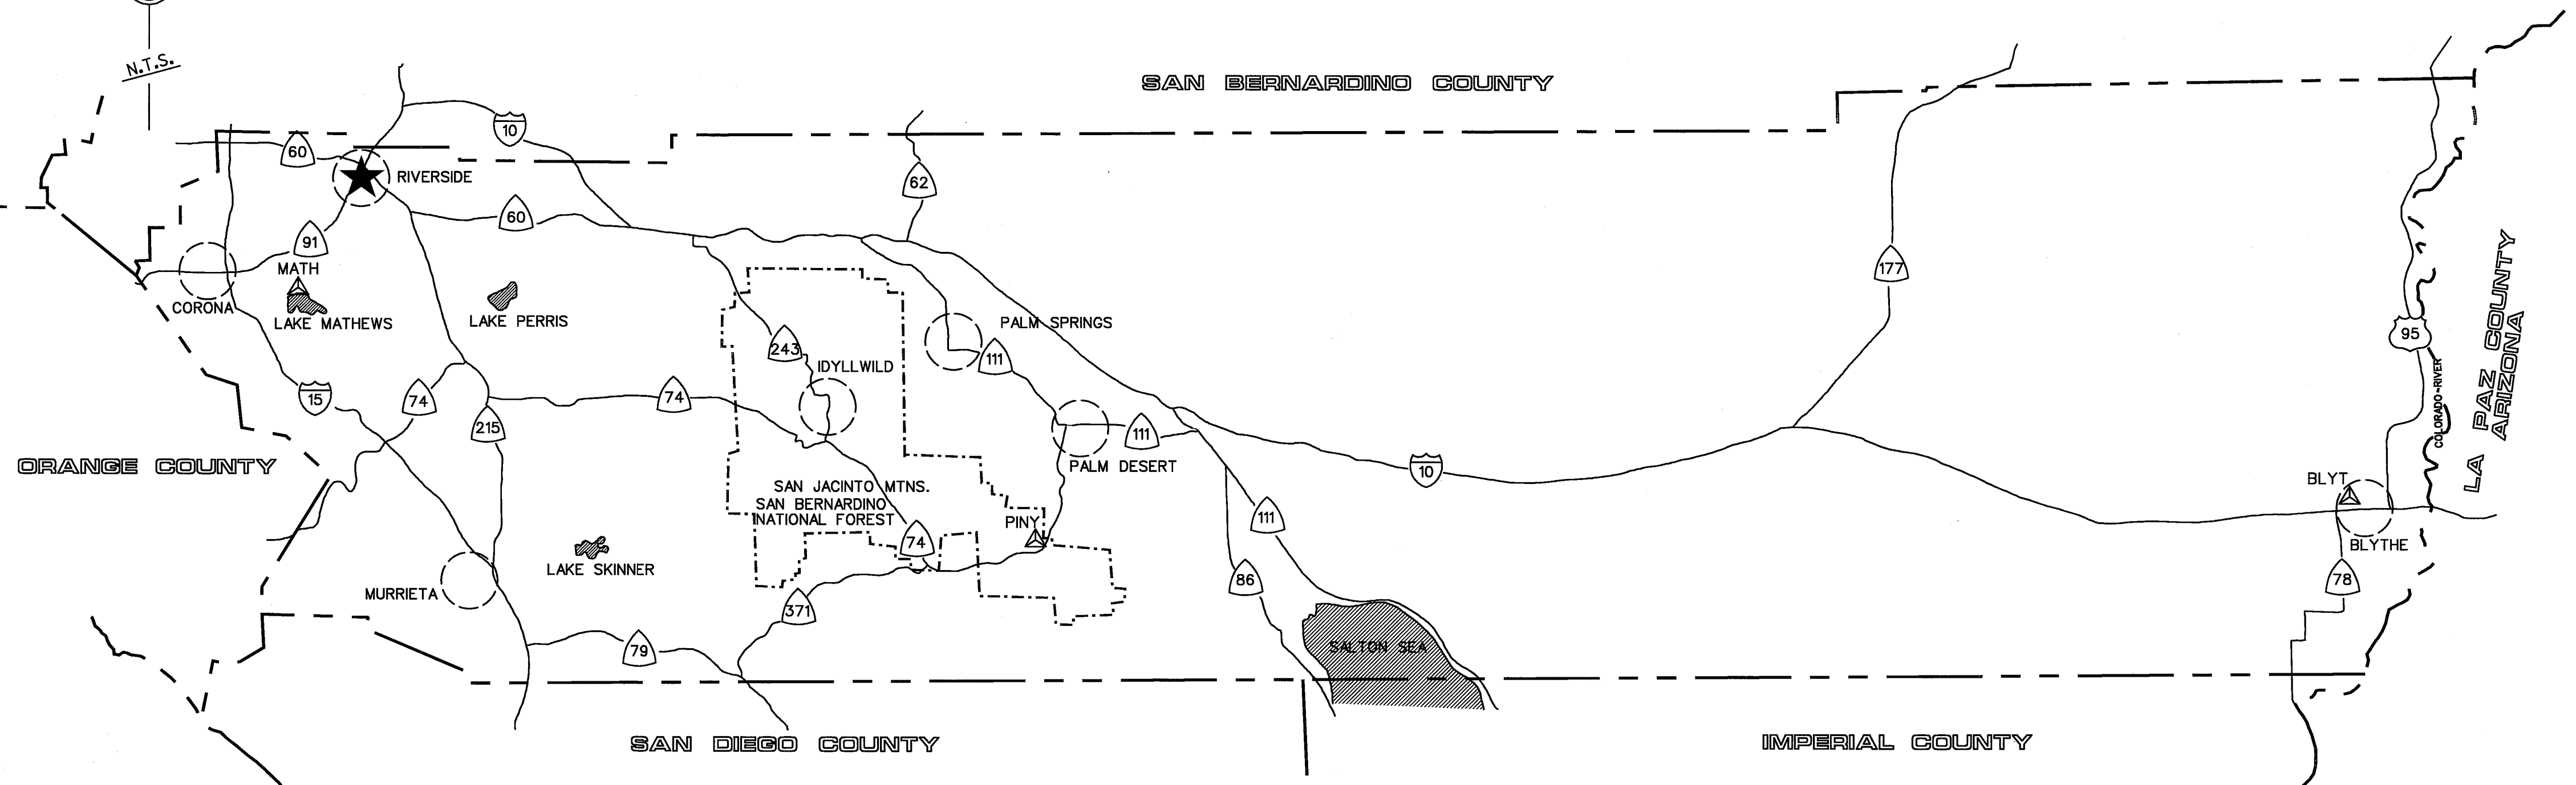 N.T.S.
SAN BERNARDINO COUNTY
10
60
RIVERSIDE
62
60
91
MATH
177
CORONA
LAKE MATHEWS
LAKE PERRIS
PALM SPRINGS
95
243
111
IDYLLWILD
COLORADO RIVER
LA PAZ COUNTY
ARIZONA
15
74
74
215
111
ORANGE COUNTY
PALM DESERT
10
SAN JACINTO MTNS.
SAN BERNARDINO
NATIONAL FOREST
BLYT
PINY
111
74
BLYTHE
LAKE SKINNER
86
78
MURRIETA
371
79
SALTON SEA
SAN DIEGO COUNTY
IMPERIAL COUNTY